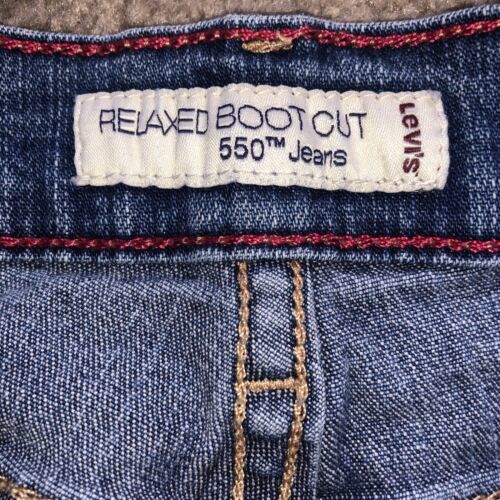 RELAXED BOOT CUT
550™ Jeans
Levi's